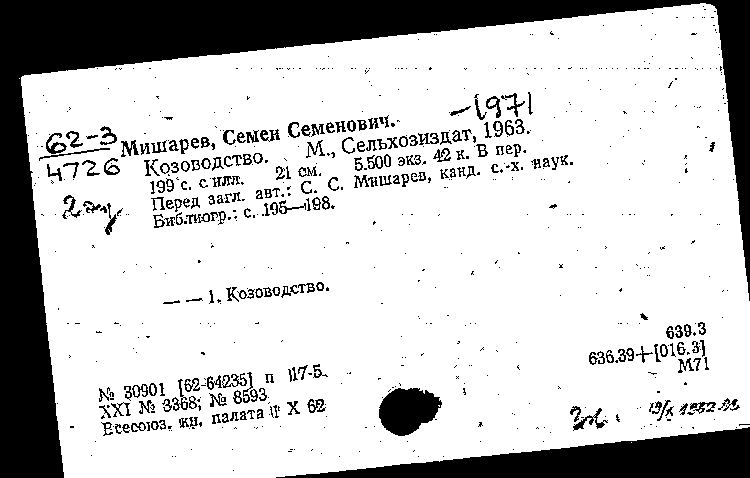 62-3
4726
2 экз
-1971
Мишарев, Семен Семенович.
Козоводство. М., Сельхозиздат, 1963.
199 с. с илл. 21 см. 5.500 экз. 42 к. В пер.
Перед загл. авт.: С. С. Мишарев, канд. с.-х. наук.
Библиогр.: с. 195—198.
— — 1. Козоводство.
639.3
636.39+[016.3]
М71
№ 30901 [62-64235] п 17-5
XXI № 3368; № 8593
Всесоюз. кн. палата X 62